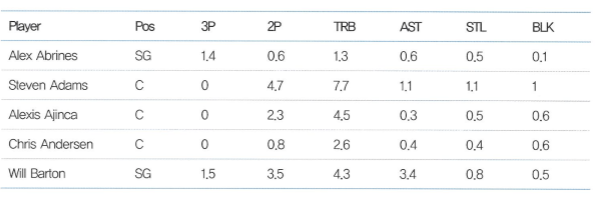 Player Pos 3P 2P TRB AST STL BLK
Alex Abrines SG 1.4 0.6 1.3 0.6 0.5 0.1
Steven Adams C 0 4.7 7.7 1.1 1.1 1
Alexis Ajinca C 0 2.3 4.5 0.3 0.5 0.6
Chris Andersen C 0 0.8 2.6 0.4 0.4 0.6
Will Barton SG 1.5 3.5 4.3 3.4 0.8 0.5